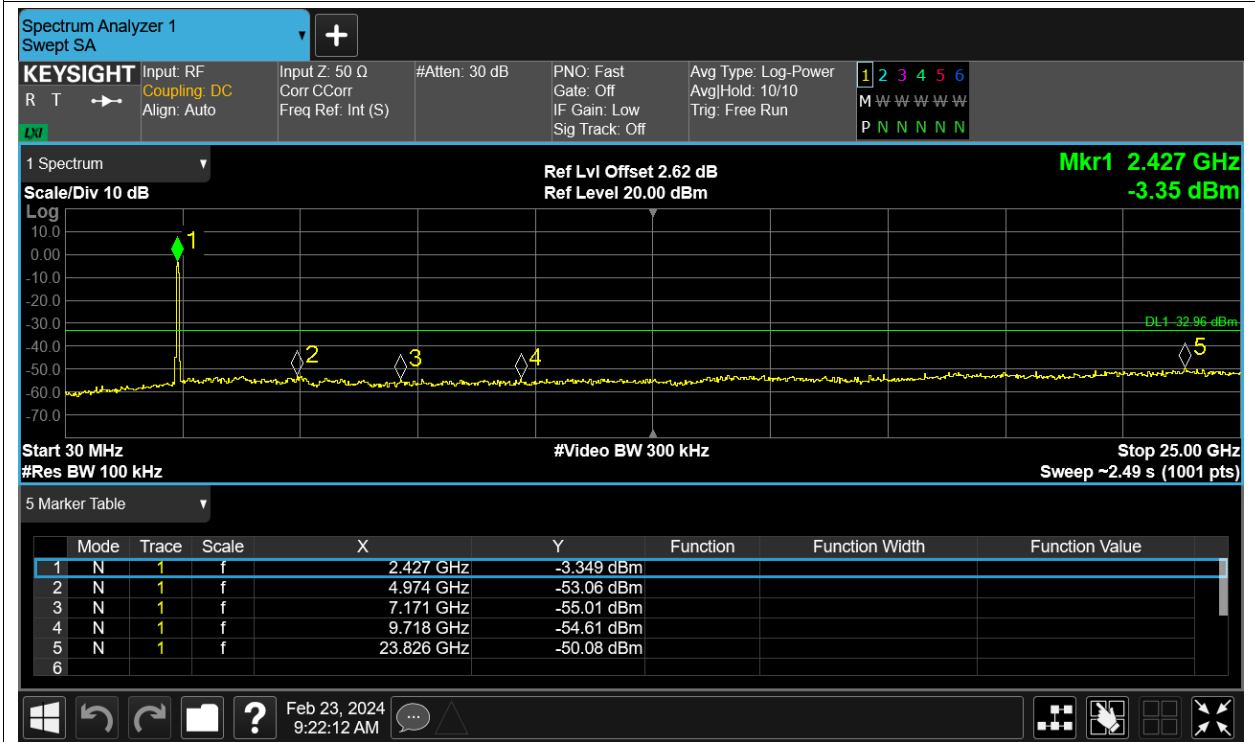 Spectrum Analyzer 1
Swept SA
+
KEYSIGHT
R T
LXI
Input: RF
Coupling: DC
Align: Auto
Input Z: 50 Ω
Corr CCorr
Freq Ref: Int (S)
#Atten: 30 dB
PNO: Fast
Gate: Off
IF Gain: Low
Sig Track: Off
Avg Type: Log-Power
Avg|Hold: 10/10
Trig: Free Run
1 2 3 4 5 6
M W W W W W
P N N N N N
1 Spectrum
Scale/Div 10 dB
Ref Lvl Offset 2.62 dB
Ref Level 20.00 dBm
Mkr1 2.427 GHz
-3.35 dBm
Log
10.0
0.00
-10.0
-20.0
-30.0
-40.0
-50.0
-60.0
-70.0
1
2
3
4
5
DL1 -32.96 dBm
Start 30 MHz
#Res BW 100 kHz
#Video BW 300 kHz
Stop 25.00 GHz
Sweep ~2.49 s (1001 pts)
5 Marker Table
Mode Trace Scale X Y Function Function Width Function Value
1 N 1 f 2.427 GHz -3.349 dBm
2 N 1 f 4.974 GHz -53.06 dBm
3 N 1 f 7.171 GHz -55.01 dBm
4 N 1 f 9.718 GHz -54.61 dBm
5 N 1 f 23.826 GHz -50.08 dBm
6
?
Feb 23, 2024
9:22:12 AM